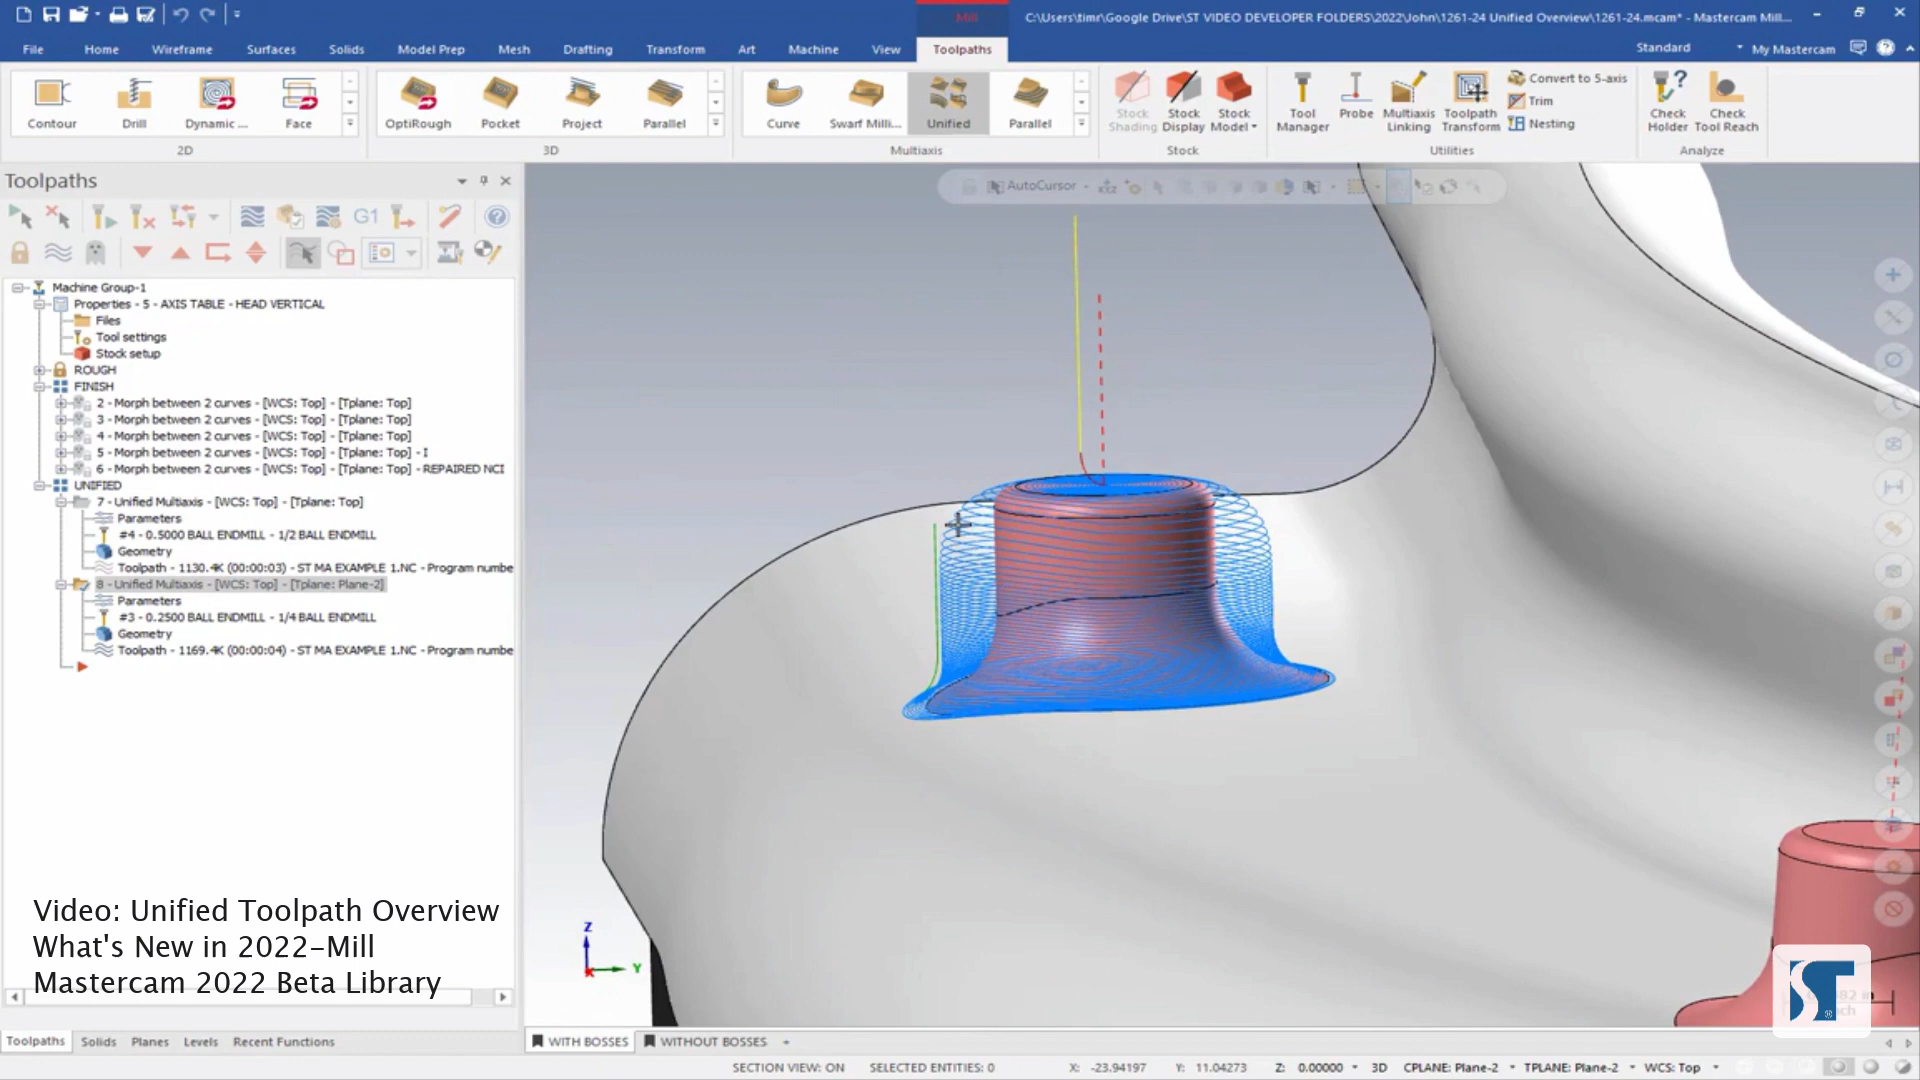 Mill
C:\Users\timr\Google Drive\ST VIDEO DEVELOPER FOLDERS\2022\John\1261-24 Unified Overview\1261-24.mcam* - Mastercam Mill...
File Home Wireframe Surfaces Solids Model Prep Mesh Drafting Transform Art Machine View Toolpaths Standard My Mastercam
Contour Drill Dynamic ... Face
2D
OptiRough Pocket Project Parallel
3D
Curve Swarf Milli... Unified Parallel
Multiaxis
Stock Shading Stock Display Stock Model
Stock
Tool Manager Probe Multiaxis Linking Toolpath Transform
Convert to 5-axis
Trim
Nesting
Utilities
Check Holder Check Tool Reach
Analyze
Toolpaths
AutoCursor
G1
Machine Group-1
Properties - 5 - AXIS TABLE - HEAD VERTICAL
Files
Tool settings
Stock setup
ROUGH
FINISH
2 - Morph between 2 curves - [WCS: Top] - [Tplane: Top]
3 - Morph between 2 curves - [WCS: Top] - [Tplane: Top]
4 - Morph between 2 curves - [WCS: Top] - [Tplane: Top]
5 - Morph between 2 curves - [WCS: Top] - [Tplane: Top] - I
6 - Morph between 2 curves - [WCS: Top] - [Tplane: Top] - REPAIRED NCI
UNIFIED
7 - Unified Multiaxis - [WCS: Top] - [Tplane: Top]
Parameters
#4 - 0.5000 BALL ENDMILL - 1/2 BALL ENDMILL
Geometry
Toolpath - 1130.4K (00:00:03) - ST MA EXAMPLE 1.NC - Program numbe
8 - Unified Multiaxis - [WCS: Top] - [Tplane: Plane-2]
Parameters
#3 - 0.2500 BALL ENDMILL - 1/4 BALL ENDMILL
Geometry
Toolpath - 1169.4K (00:00:04) - ST MA EXAMPLE 1.NC - Program numbe
Video: Unified Toolpath Overview
What's New in 2022-Mill
Mastercam 2022 Beta Library
Z
Y
ST
Toolpaths Solids Planes Levels Recent Functions
WITH BOSSES WITHOUT BOSSES +
SECTION VIEW: ON SELECTED ENTITIES: 0 X: -23.94197 Y: 11.04273 Z: 0.00000 3D CPLANE: Plane-2 TPLANE: Plane-2 WCS: Top